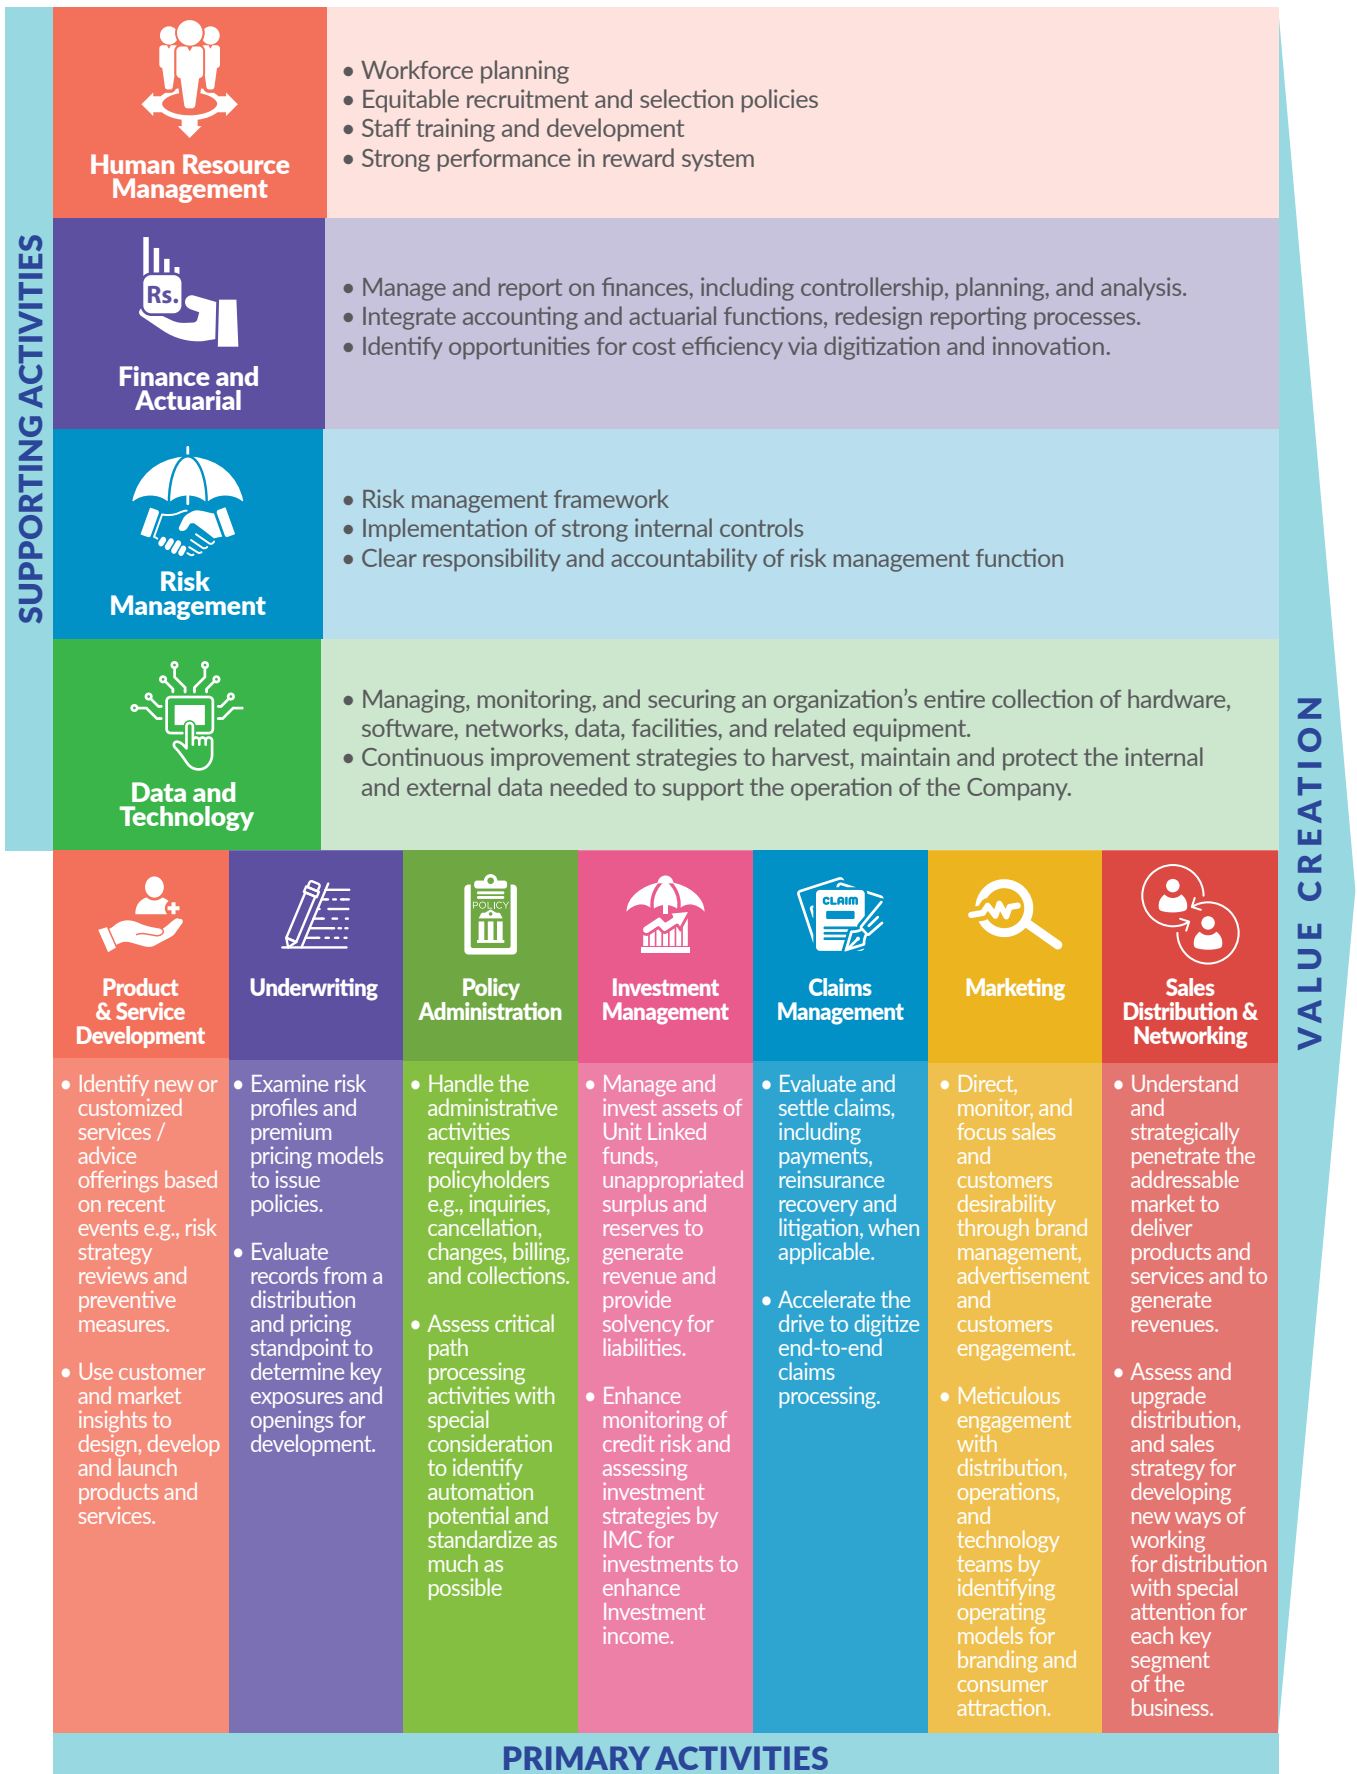 SUPPORTING ACTIVITIES
Human Resource
Management
• Workforce planning
• Equitable recruitment and selection policies
• Staff training and development
• Strong performance in reward system
Rs.
Finance and
Actuarial
• Manage and report on finances, including controllership, planning, and analysis.
• Integrate accounting and actuarial functions, redesign reporting processes.
• Identify opportunities for cost efficiency via digitization and innovation.
Risk
Management
• Risk management framework
• Implementation of strong internal controls
• Clear responsibility and accountability of risk management function
Data and
Technology
• Managing, monitoring, and securing an organization’s entire collection of hardware,
software, networks, data, facilities, and related equipment.
• Continuous improvement strategies to harvest, maintain and protect the internal
and external data needed to support the operation of the Company.
VALUE CREATION
Product
& Service
Development
• Identify new or
customized
services /
advice
offerings based
on recent
events e.g., risk
strategy
reviews and
preventive
measures.
• Use customer
and market
insights to
design, develop
and launch
products and
services.
Underwriting
• Examine risk
profiles and
premium
pricing models
to issue
policies.
• Evaluate
records from a
distribution
and pricing
standpoint to
determine key
exposures and
openings for
development.
POLICY
Policy
Administration
• Handle the
administrative
activities
required by the
policyholders
e.g., inquiries,
cancellation,
changes, billing,
and collections.
• Assess critical
path
processing
activities with
special
consideration
to identify
automation
potential and
standardize as
much as
possible
Investment
Management
• Manage and
invest assets of
Unit Linked
funds,
unappropriated
surplus and
reserves to
generate
revenue and
provide
solvency for
liabilities.
• Enhance
monitoring of
credit risk and
assessing
investment
strategies by
IMC for
investments to
enhance
Investment
income.
CLAIM
Claims
Management
• Evaluate and
settle claims,
including
payments,
reinsurance
recovery and
litigation, when
applicable.
• Accelerate the
drive to digitize
end-to-end
claims
processing.
Marketing
• Direct,
monitor, and
focus sales
and
customers
desirability
through brand
management,
advertisement
and
customers
engagement.
• Meticulous
engagement
with
distribution,
operations,
and
technology
teams by
identifying
operating
models for
branding and
consumer
attraction.
Sales
Distribution &
Networking
• Understand
and
strategically
penetrate the
addressable
market to
deliver
products and
services and to
generate
revenues.
• Assess and
upgrade
distribution,
and sales
strategy for
developing
new ways of
working
for distribution
with special
attention for
each key
segment
of the
business.
PRIMARY ACTIVITIES